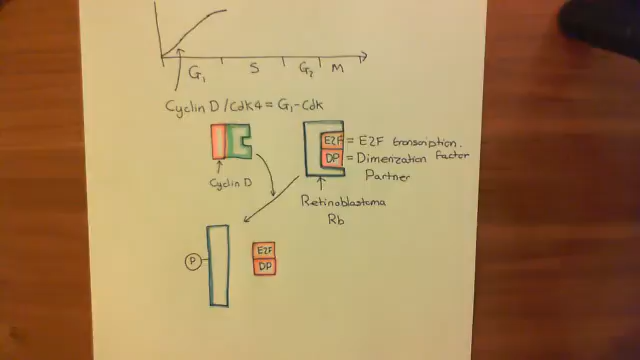 G₁ S G₂ M
Cyclin D / Cdk4 = G₁-Cdk
E2F = E2F transcription.
DP = Dimerization factor
Partner
Cyclin D
Retinoblastoma
Rb
P
E2F
DP